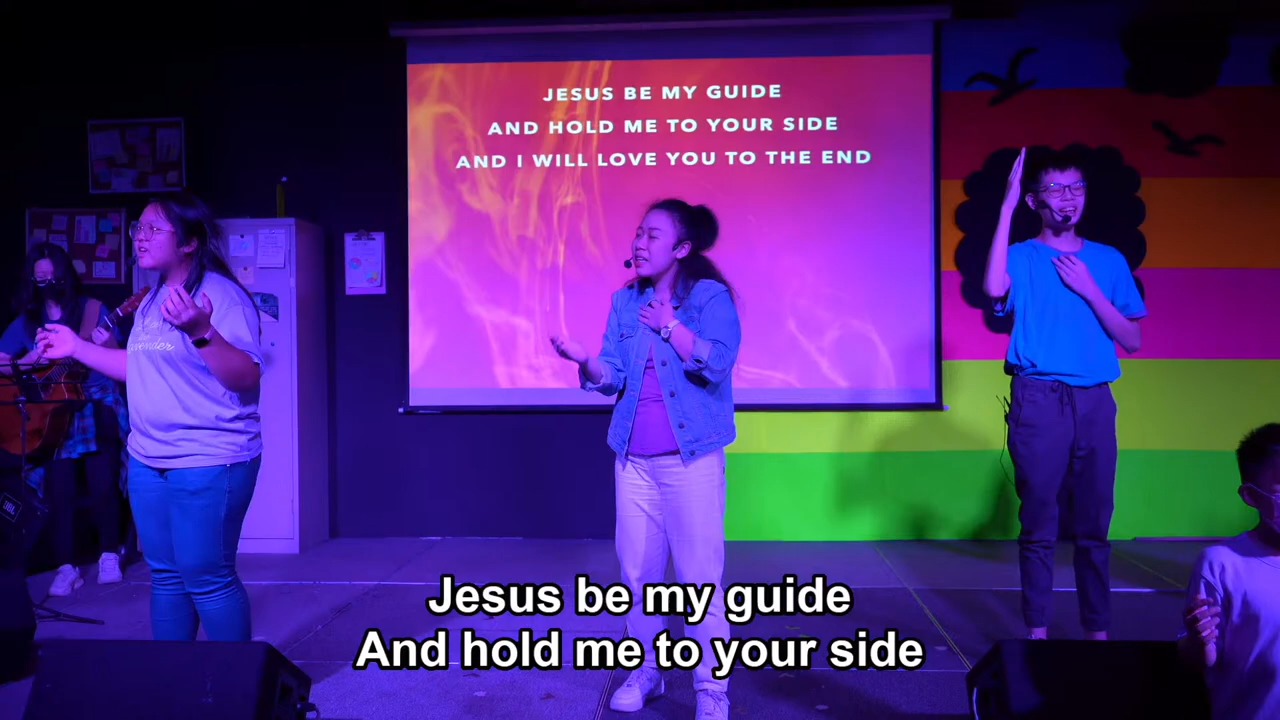 JESUS BE MY GUIDE
AND HOLD ME TO YOUR SIDE
AND I WILL LOVE YOU TO THE END
JBL
Jesus be my guide
And hold me to your side